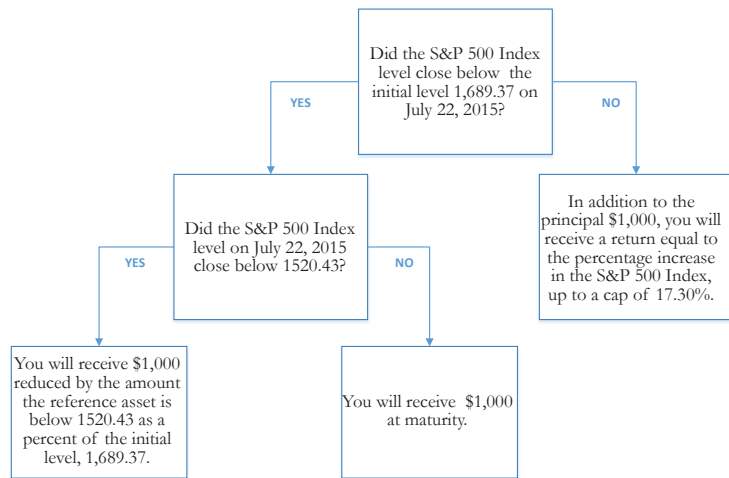 Did the S&P 500 Index
level close below the
initial level 1,689.37 on
July 22, 2015?
YES
NO
Did the S&P 500 Index
level on July 22, 2015
close below 1520.43?
In addition to the
principal $1,000, you will
receive a return equal to
the percentage increase
in the S&P 500 Index,
up to a cap of 17.30%.
YES
NO
You will receive $1,000
reduced by the amount
the reference asset is
below 1520.43 as a
percent of the initial
level, 1,689.37.
You will receive $1,000
at maturity.